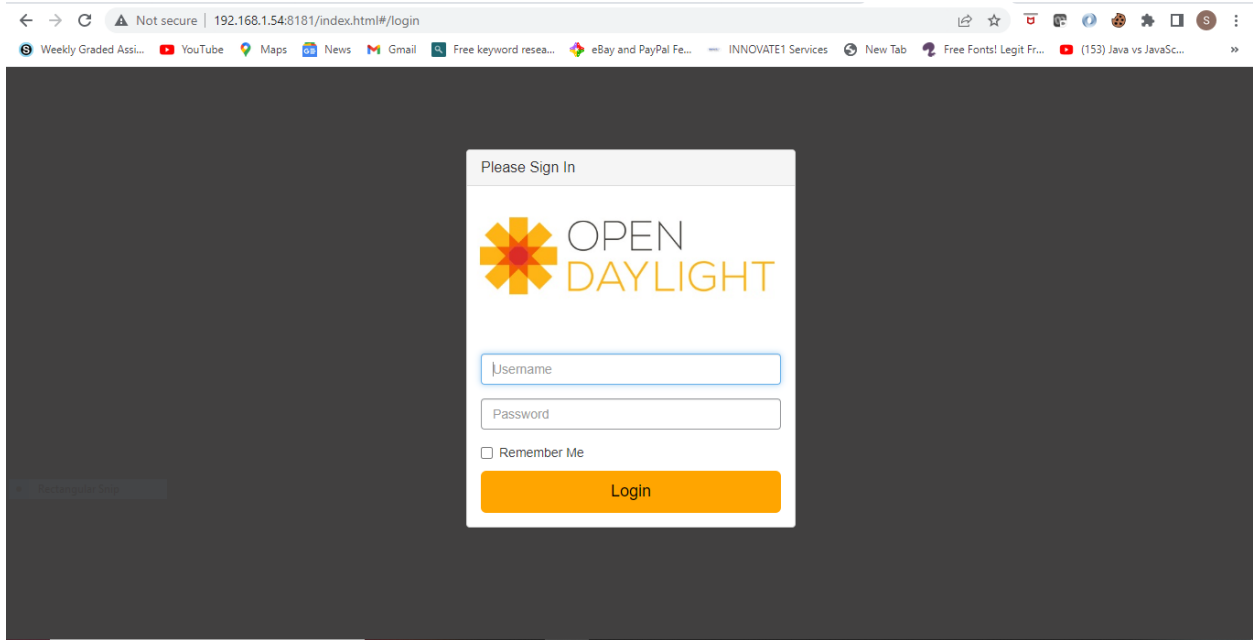 Not secure | 192.168.1.54:8181/index.html#/login S
Weekly Graded Assi... YouTube Maps News Gmail Free keyword resea... eBay and PayPal Fe... INNOVATE1 Services New Tab Free Fonts! Legit Fr... (153) Java vs JavaSc... »
Please Sign In
OPEN
DAYLIGHT
Username
Password
Remember Me
Login
Rectangular Snip